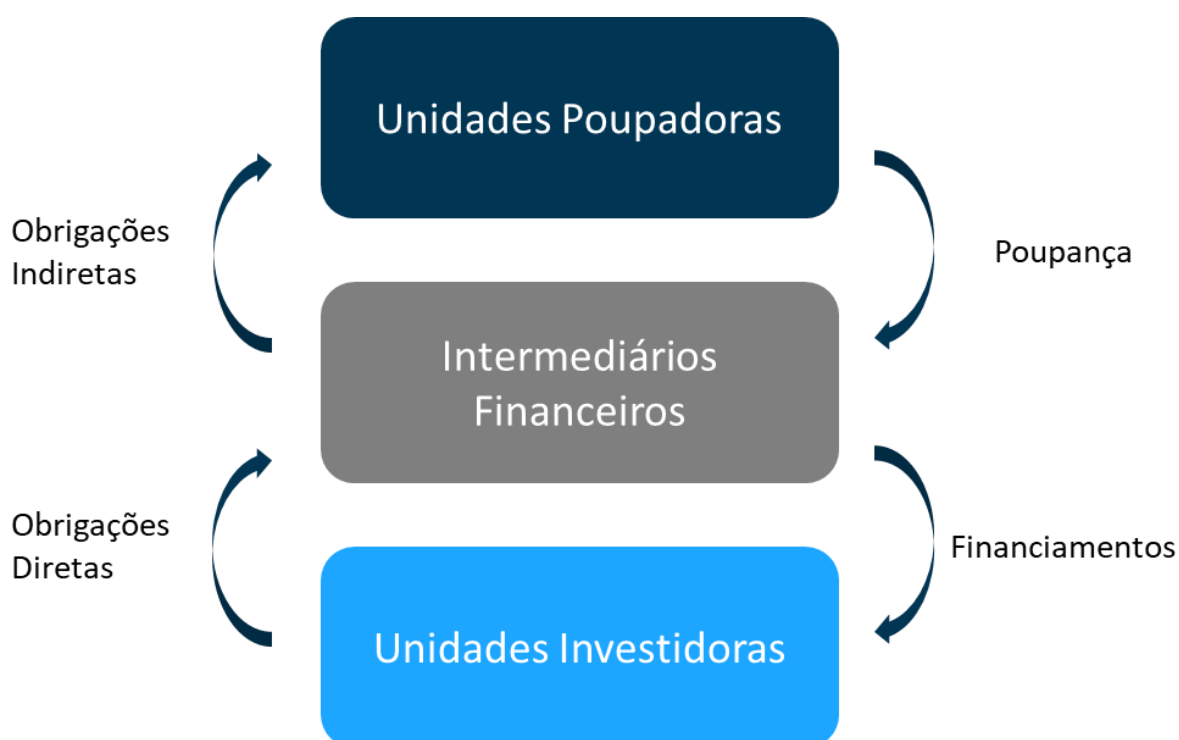 Unidades Poupadoras
Obrigações
Indiretas
Poupança
Intermediários
Financeiros
Obrigações
Diretas
Financiamentos
Unidades Investidoras